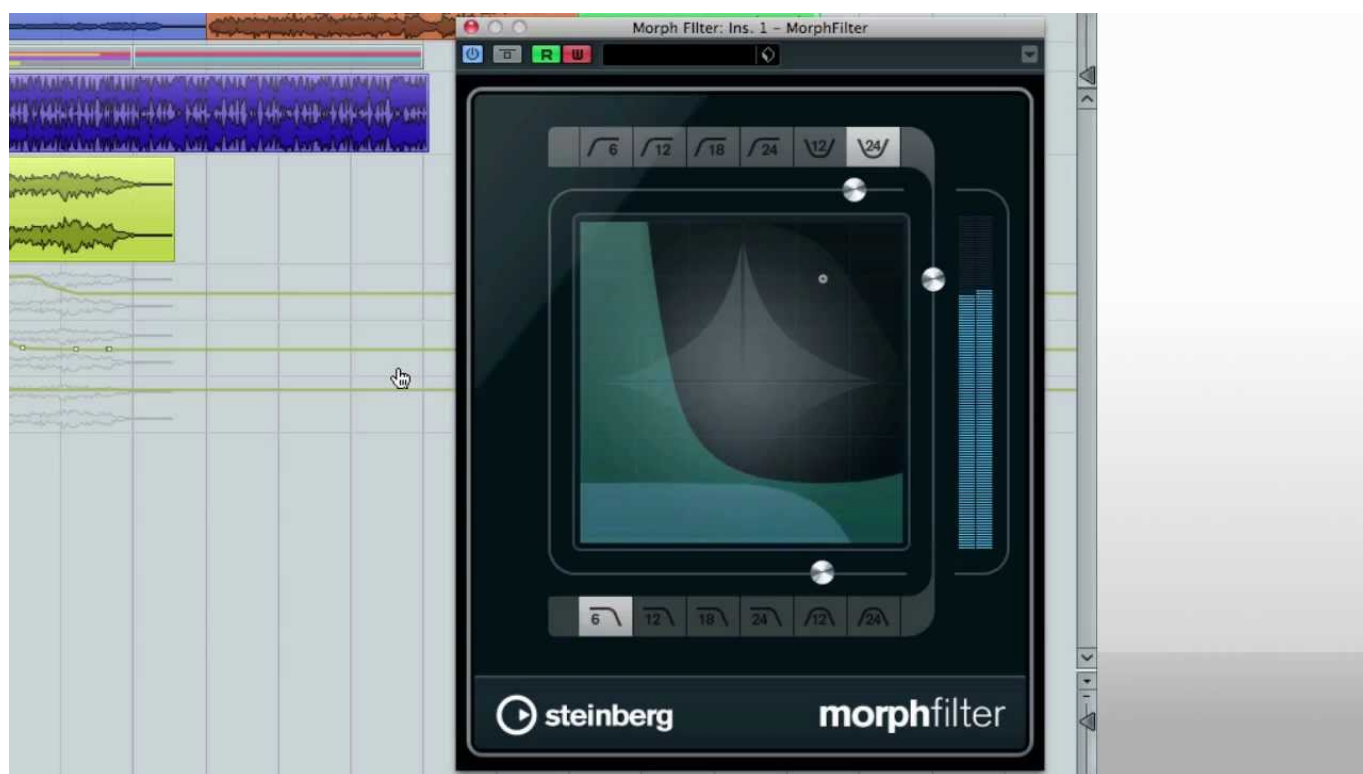 Morph Filter: Ins. 1 - MorphFilter
R W
6 12 18 24 12 24
6 12 18 24 12 24
steinberg morphfilter